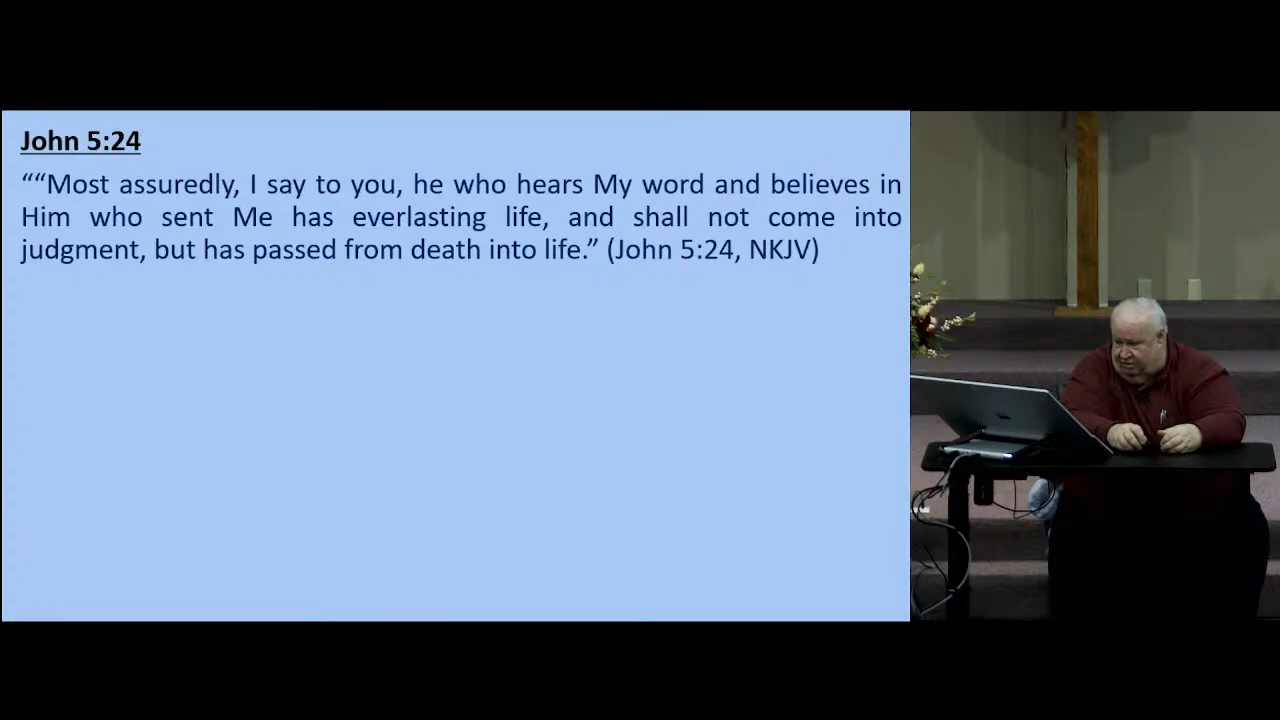 John 5:24
““Most assuredly, I say to you, he who hears My word and believes in
Him who sent Me has everlasting life, and shall not come into
judgment, but has passed from death into life.” (John 5:24, NKJV)